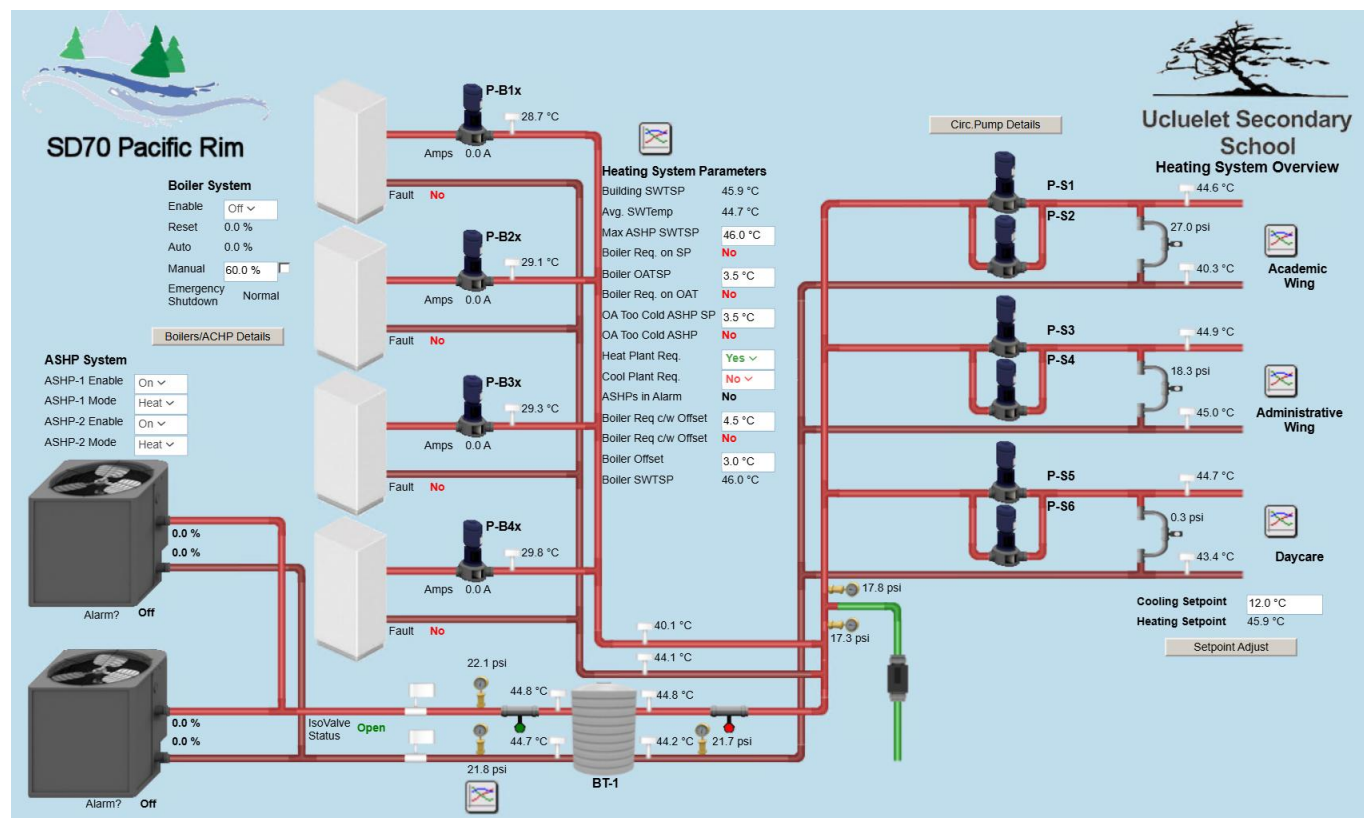 SD70 Pacific Rim
Ucluelet Secondary
School
Heating System Overview
Boiler System
Enable Off
Reset 0.0 %
Auto 0.0 %
Manual 60.0 %
Emergency
Shutdown Normal
Boilers/ACHP Details
ASHP System
ASHP-1 Enable On
ASHP-1 Mode Heat
ASHP-2 Enable On
ASHP-2 Mode Heat
0.0 %
0.0 %
Alarm? Off
0.0 %
0.0 %
Alarm? Off
P-B1x
28.7 °C
Amps 0.0 A
Fault No
P-B2x
29.1 °C
Amps 0.0 A
Fault No
P-B3x
29.3 °C
Amps 0.0 A
Fault No
P-B4x
29.8 °C
Amps 0.0 A
Fault No
Heating System Parameters
Building SWTSP 45.9 °C
Avg. SWTemp 44.7 °C
Max ASHP SWTSP 46.0 °C
Boiler Req. on SP No
Boiler OATSP 3.5 °C
Boiler Req. on OAT No
OA Too Cold ASHP SP 3.5 °C
OA Too Cold ASHP No
Heat Plant Req. Yes
Cool Plant Req. No
ASHPs in Alarm No
Boiler Req c/w Offset 4.5 °C
Boiler Req c/w Offset No
Boiler Offset 3.0 °C
Boiler SWTSP 46.0 °C
40.1 °C
44.1 °C
IsoValve
Status Open
22.1 psi
21.8 psi
44.8 °C
44.7 °C
BT-1
44.8 °C
44.2 °C
21.7 psi
17.8 psi
17.3 psi
Circ.Pump Details
P-S1
P-S2
44.6 °C
27.0 psi
40.3 °C
Academic
Wing
P-S3
P-S4
44.9 °C
18.3 psi
45.0 °C
Administrative
Wing
P-S5
P-S6
44.7 °C
0.3 psi
43.4 °C
Daycare
Cooling Setpoint 12.0 °C
Heating Setpoint 45.9 °C
Setpoint Adjust